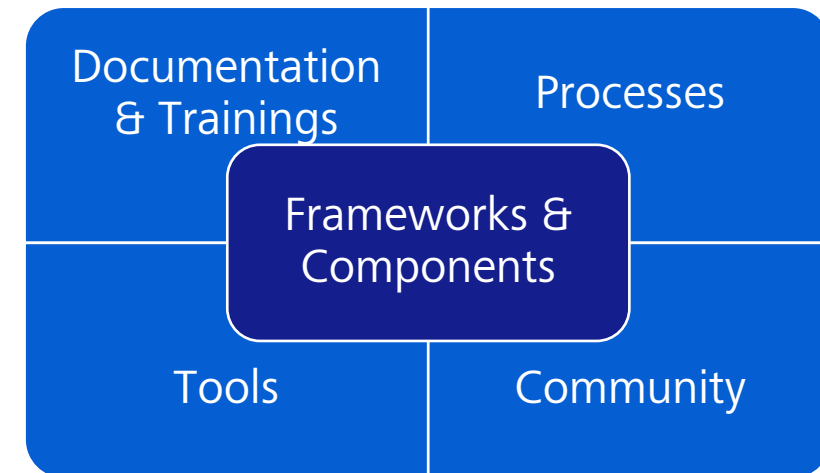 Documentation
& Trainings
Processes
Frameworks &
Components
Tools
Community